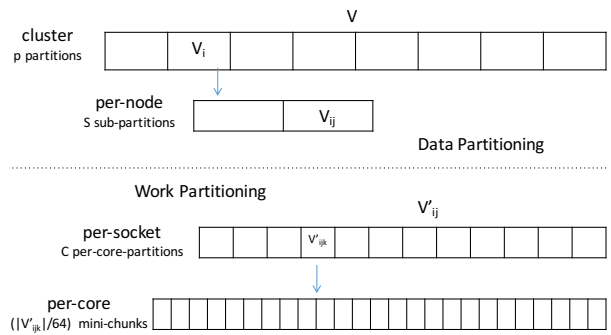 V
cluster
p partitions
Vi
per-node
S sub-partitions
Vij
Data Partitioning
Work Partitioning
V'ij
per-socket
C per-core-partitions
V'ijk
per-core
(|V'ijk|/64) mini-chunks